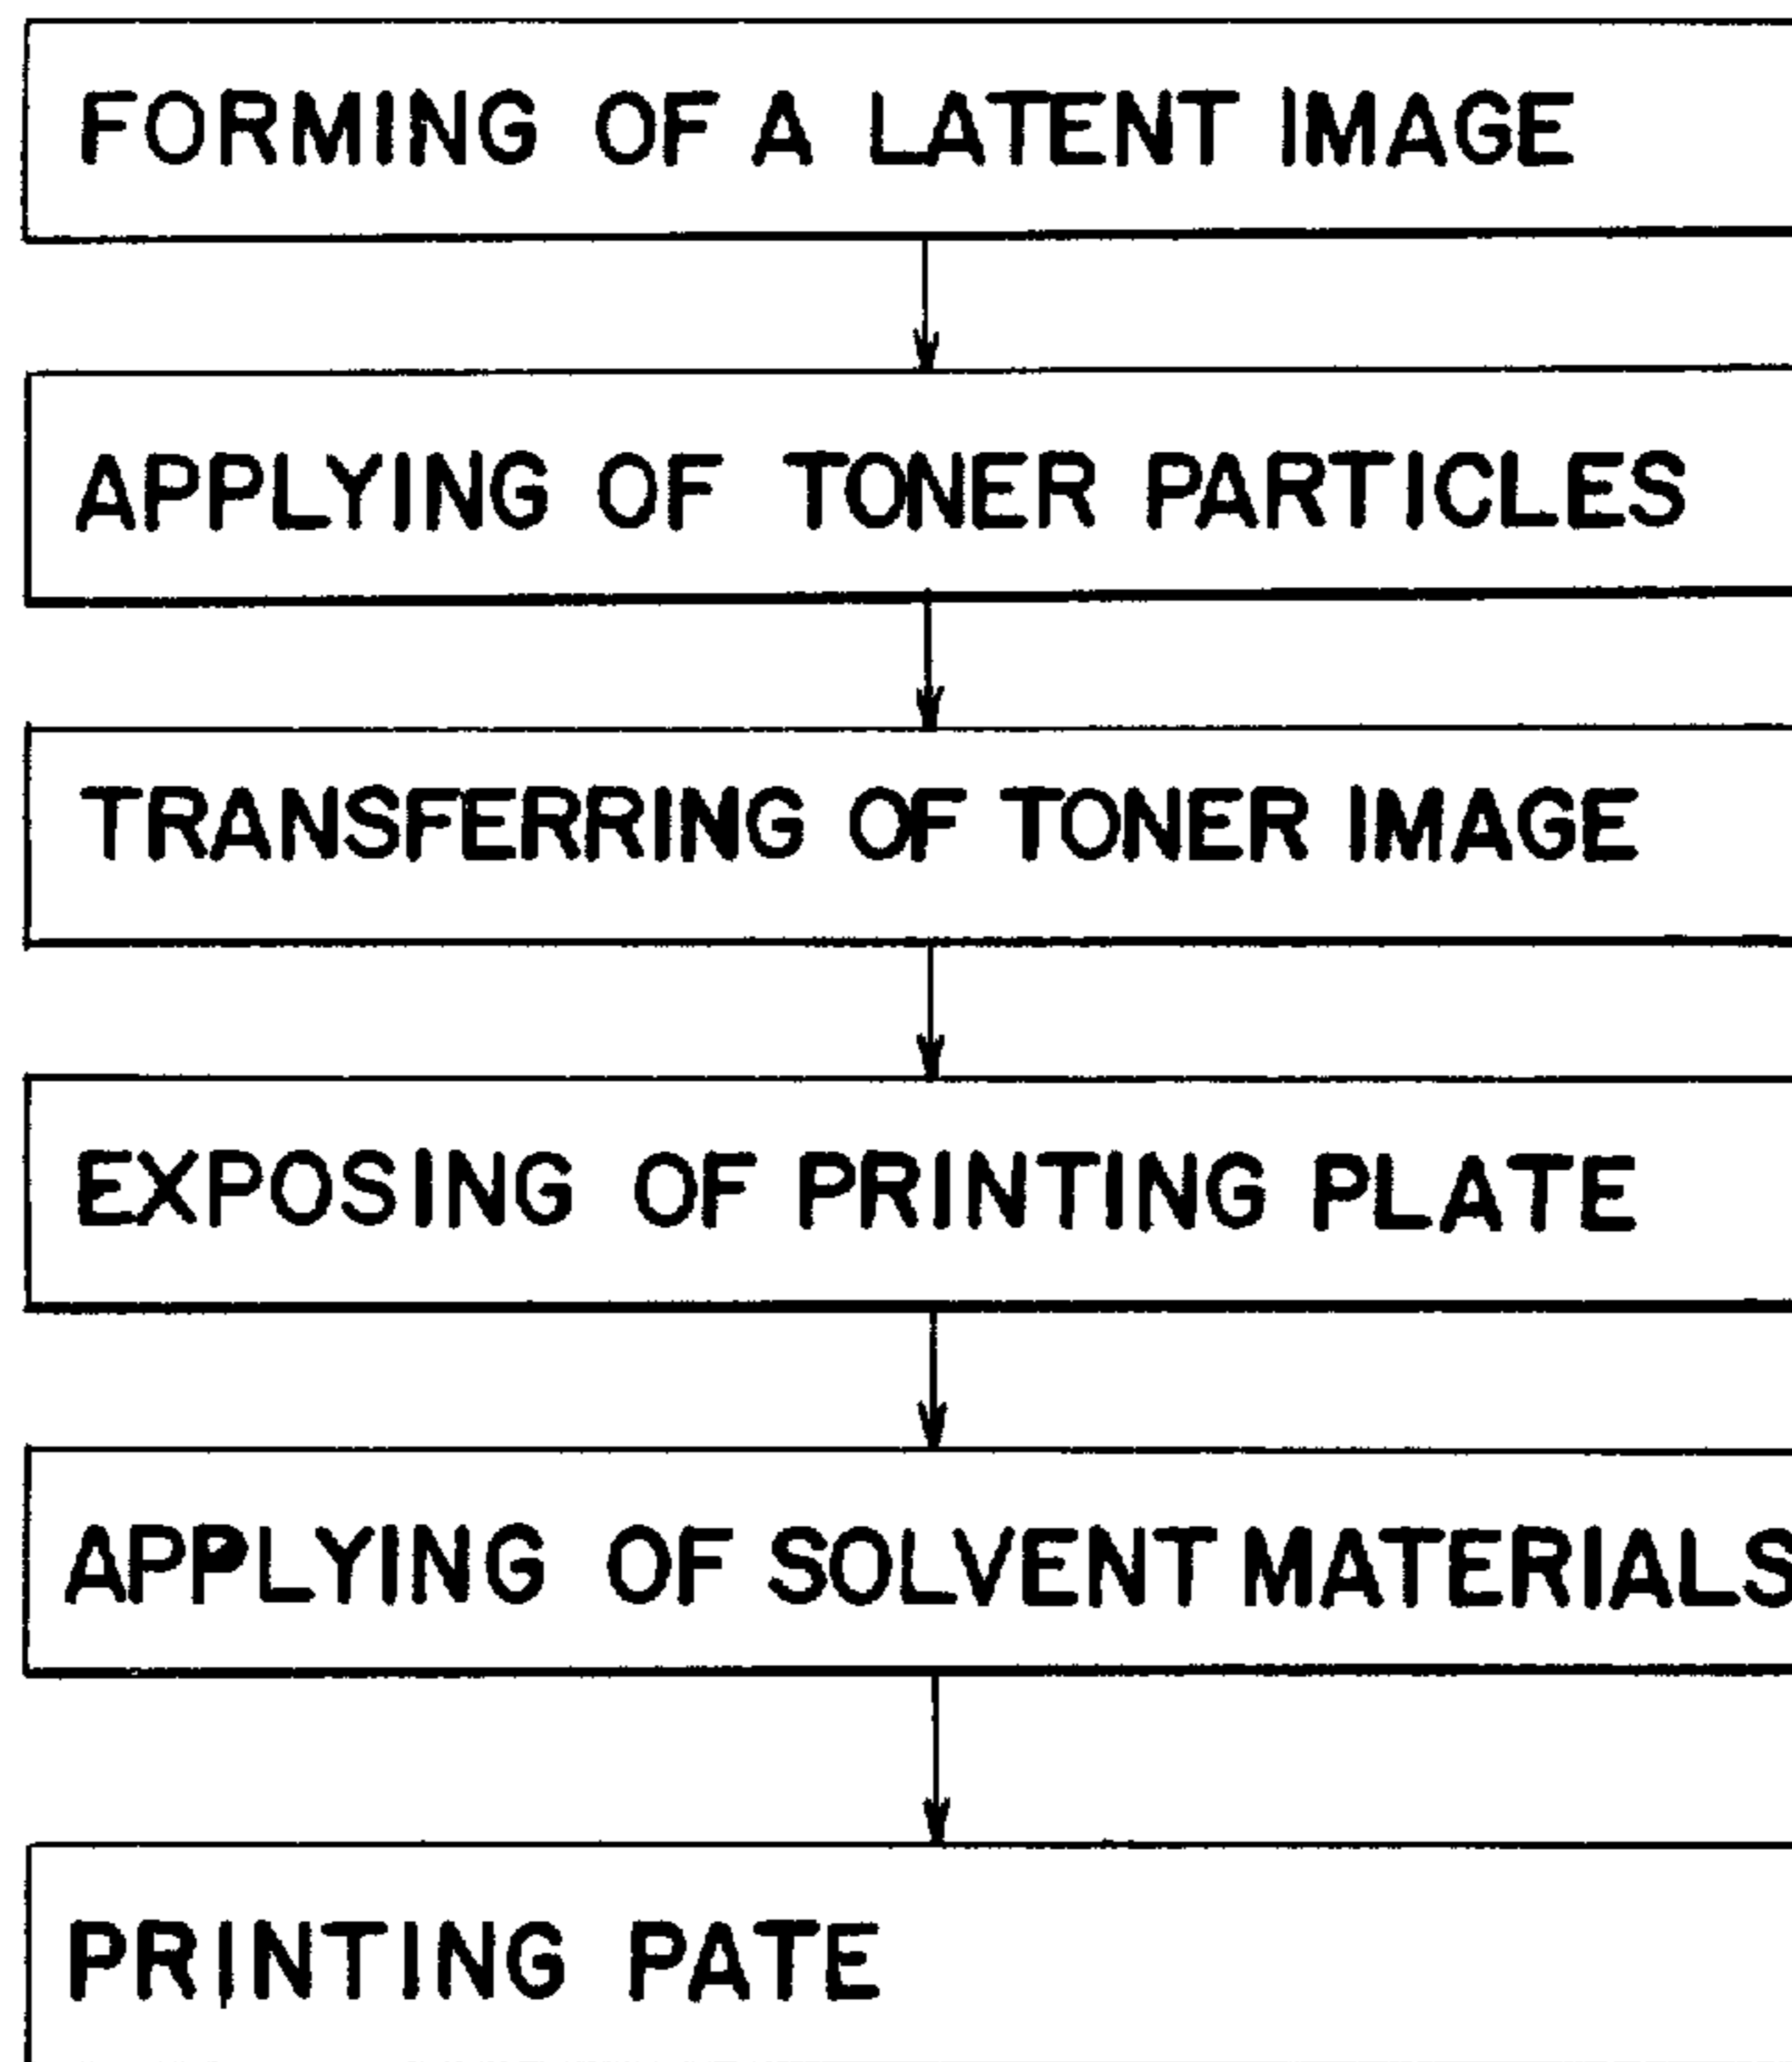 FORMING OF A LATENT IMAGE
APPLYING OF TONER PARTICLES
TRANSFERRING OF TONER IMAGE
EXPOSING OF PRINTING PLATE
APPLYING OF SOLVENT MATERIALS
PRINTING PATE